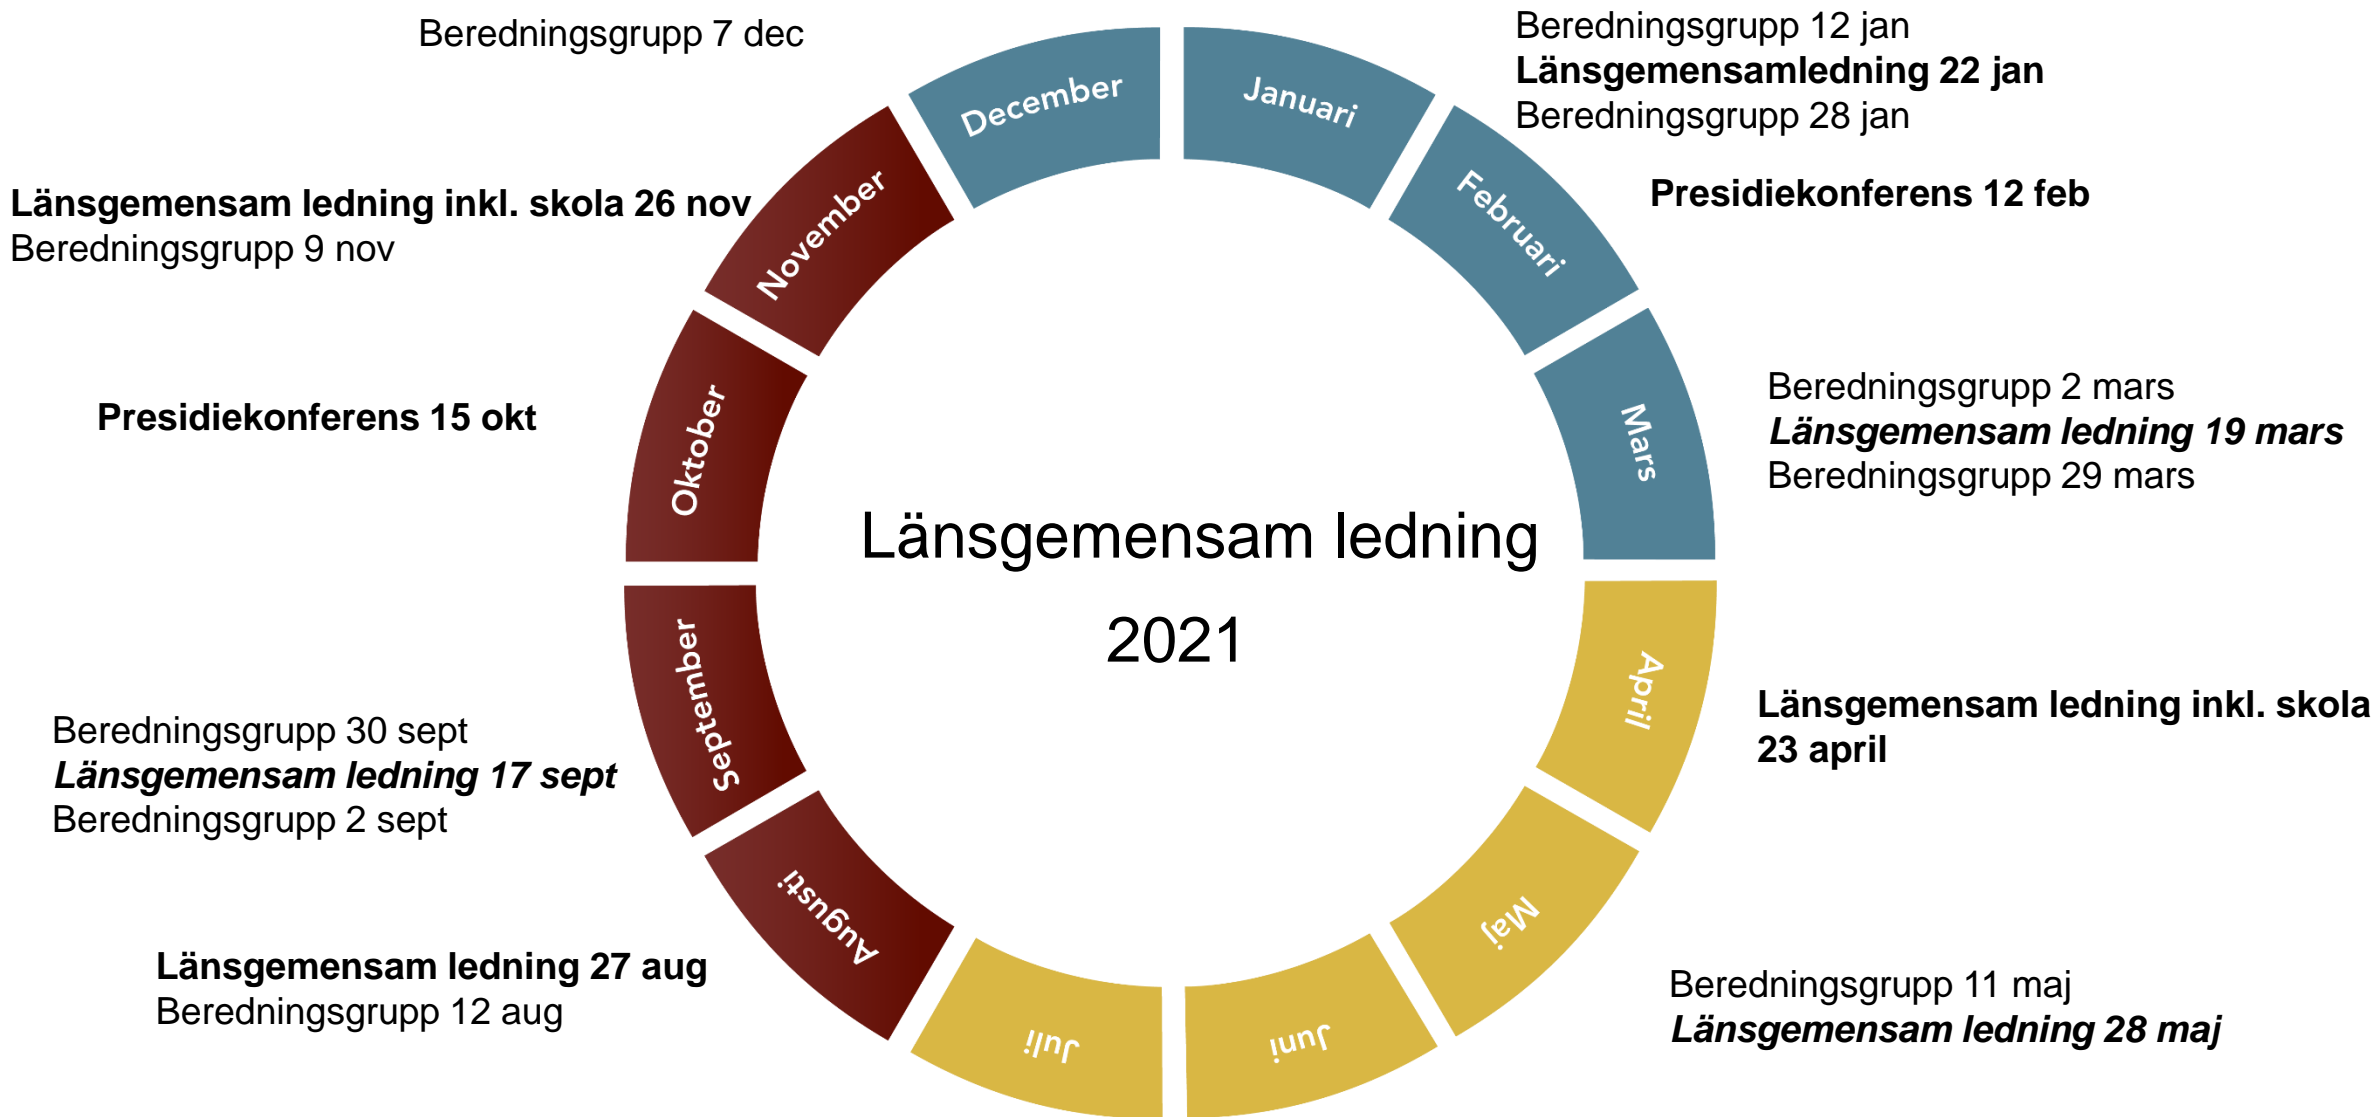 Beredningsgrupp 7 dec
Beredningsgrupp 12 jan
Länsgemensamledning 22 jan
Beredningsgrupp 28 jan
Presidiekonferens 12 feb
Beredningsgrupp 2 mars
Länsgemensam ledning 19 mars
Beredningsgrupp 29 mars
Länsgemensam ledning inkl. skola
23 april
Beredningsgrupp 11 maj
Länsgemensam ledning 28 maj
Länsgemensam ledning 27 aug
Beredningsgrupp 12 aug
Beredningsgrupp 30 sept
Länsgemensam ledning 17 sept
Beredningsgrupp 2 sept
Presidiekonferens 15 okt
Länsgemensam ledning inkl. skola 26 nov
Beredningsgrupp 9 nov
Januari
Februari
Mars
April
Maj
Juni
Juli
Augusti
September
Oktober
November
December
Länsgemensam ledning
2021